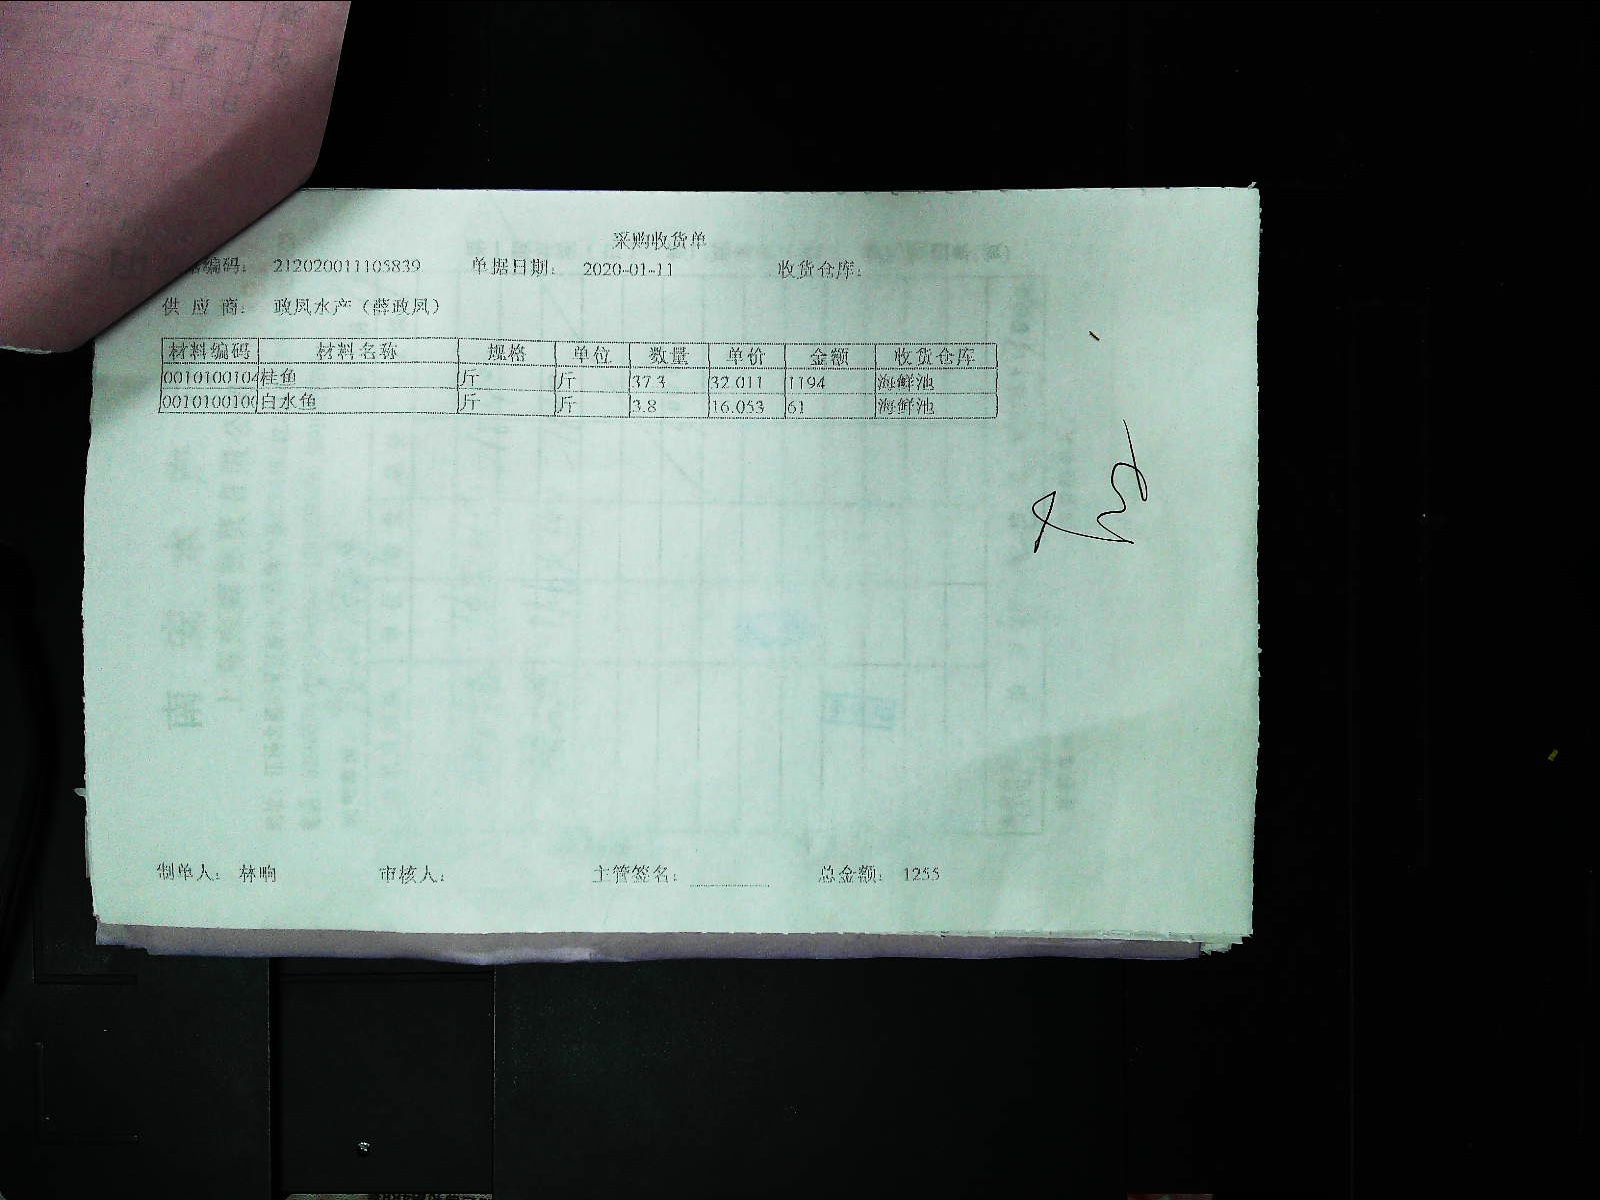 采购收货单
编码： 212020011105839 单据日期： 2020-01-11 收货仓库：
供 应 商： 政凤水产（薛政凤）
材料编码 材料名称 规格 单位 数量 单价 金额 收货仓库
0010100104 桂鱼 斤 斤 37.3 32.011 1194 海鲜池
001010010 白水鱼 斤 斤 3.8 16.053 61 海鲜池
制单人： 林晌 审核人： 主管签名： 总金额： 1255